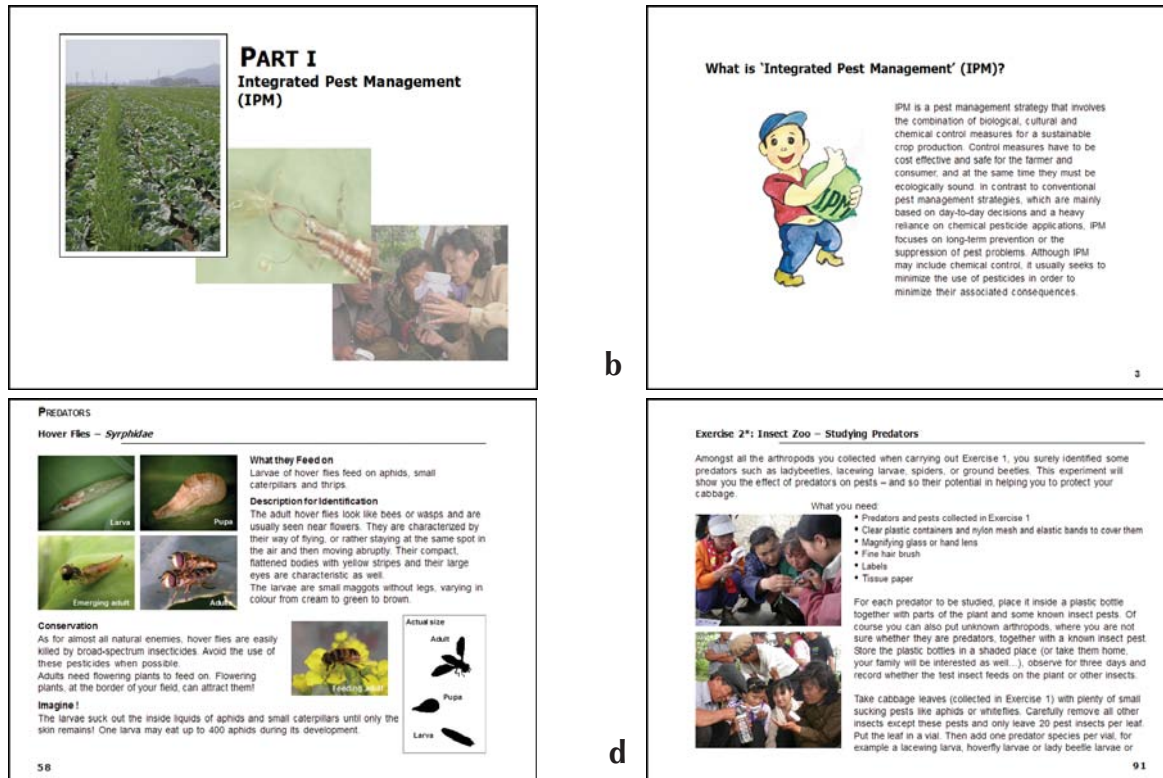 PART I
Integrated Pest Management
(IPM)
b
What is ‘Integrated Pest Management’ (IPM)?
IPM
IPM is a pest management strategy that involves
the combination of biological, cultural and
chemical control measures for a sustainable
crop production. Control measures have to be
cost effective and safe for the farmer and
consumer, and at the same time they must be
ecologically sound. In contrast to conventional
pest management strategies, which are mainly
based on day-to-day decisions and a heavy
reliance on chemical pesticide applications, IPM
focuses on long-term prevention or the
suppression of pest problems. Although IPM
may include chemical control, it usually seeks to
minimize the use of pesticides in order to
minimize their associated consequences.
3
PREDATORS
Hover Flies – Syrphidae
Larva
Pupa
Emerging adult
Adults
What they Feed on
Larvae of hover flies feed on aphids, small
caterpillars and thrips.
Description for Identification
The adult hover flies look like bees or wasps and are
usually seen near flowers. They are characterized by
their way of flying, or rather staying at the same spot in
the air and then moving abruptly. Their compact,
flattened bodies with yellow stripes and their large
eyes are characteristic as well.
The larvae are small maggots without legs, varying in
colour from cream to green to brown.
Conservation
As for almost all natural enemies, hover flies are easily
killed by broad-spectrum insecticides. Avoid the use of
these pesticides when possible.
Adults need flowering plants to feed on. Flowering
plants, at the border of your field, can attract them!
Feeding adult
Imagine !
The larvae suck out the inside liquids of aphids and small caterpillars until only the
skin remains! One larva may eat up to 400 aphids during its development.
Actual size
Adult
Pupa
Larva
58
d
Exercise 2*: Insect Zoo – Studying Predators
Amongst all the arthropods you collected when carrying out Exercise 1, you surely identified some
predators such as ladybeetles, lacewing larvae, spiders, or ground beetles. This experiment will
show you the effect of predators on pests – and so their potential in helping you to protect your
cabbage.
What you need:
• Predators and pests collected in Exercise 1
• Clear plastic containers and nylon mesh and elastic bands to cover them
• Magnifying glass or hand lens
• Fine hair brush
• Labels
• Tissue paper
For each predator to be studied, place it inside a plastic bottle
together with parts of the plant and some known insect pests. Of
course you can also put unknown arthropods, where you are not
sure whether they are predators, together with a known insect pest.
Store the plastic bottles in a shaded place (or take them home,
your family will be interested as well...), observe for three days and
record whether the test insect feeds on the plant or other insects.
Take cabbage leaves (collected in Exercise 1) with plenty of small
sucking pests like aphids or whiteflies. Carefully remove all other
insects except these pests and only leave 20 pest insects per leaf.
Put the leaf in a vial. Then add one predator species per vial, for
example a lacewing larva, hoverfly larvae or lady beetle larvae or
91